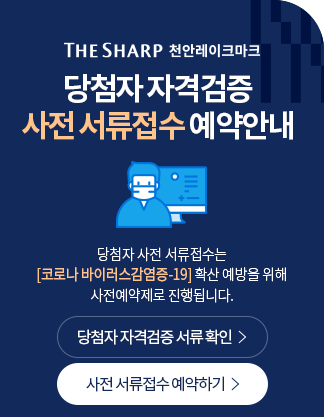 THE SHARP 천안레이크마크
당첨자 자격검증
사전 서류접수 예약안내
당첨자 사전 서류접수는
[코로나 바이러스감염증-19] 확산 예방을 위해
사전예약제로 진행됩니다.
당첨자 자격검증 서류 확인 >
사전 서류접수 예약하기 >